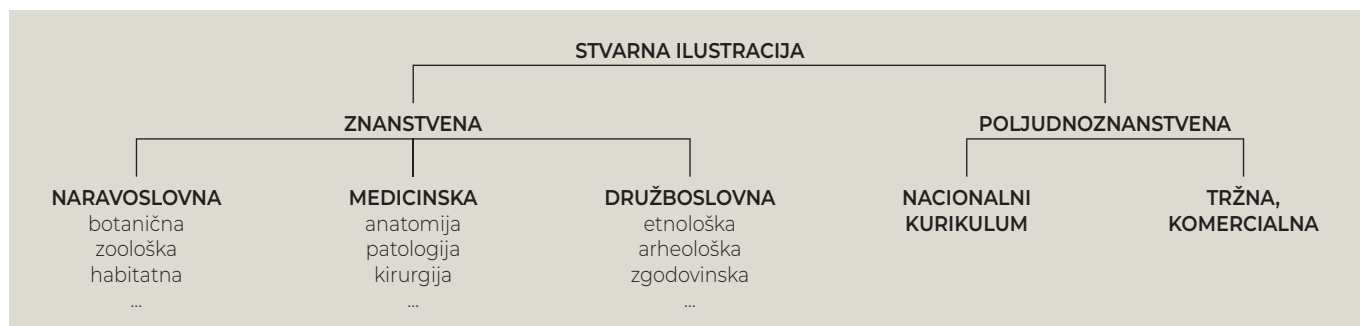 STVARNA ILUSTRACIJA
ZNANSTVENA
POLJUDNOZNANSTVENA
NARAVOSLOVNA
botanična
zoološka
habitatna
...
MEDICINSKA
anatomija
patologija
kirurgija
...
DRUŽBOSLOVNA
etnološka
arheološka
zgodovinska
...
NACIONALNI
KURIKULUM
TRŽNA,
KOMERCIALNA